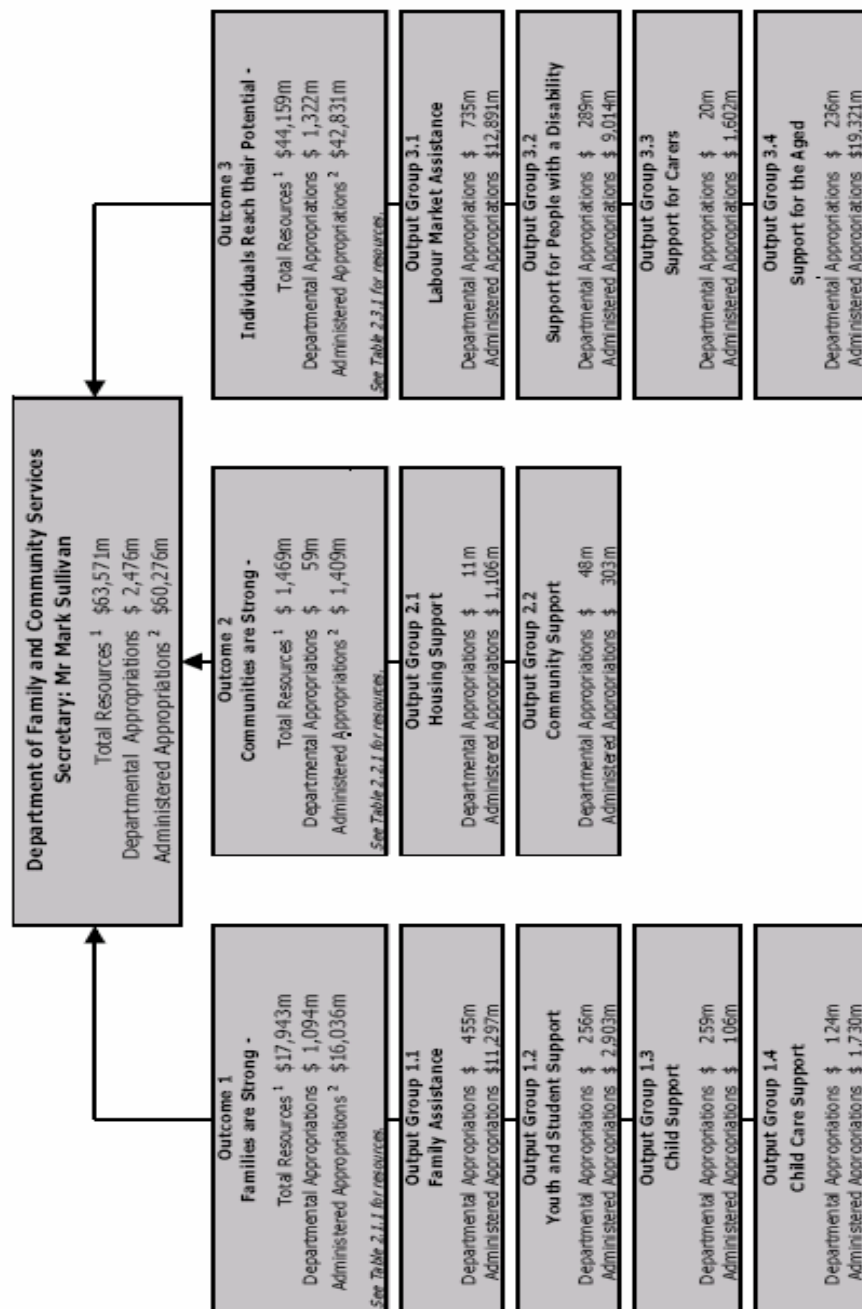 Department of Family and Community Services
Secretary: Mr Mark Sullivan
Total Resources ¹ $63,571m
Departmental Appropriations $ 2,476m
Administered Appropriations ² $60,276m
Outcome 1
Families are Strong -
Total Resources ¹ $17,943m
Departmental Appropriations $ 1,094m
Administered Appropriations ² $16,036m
See Table 2.1.1 for resources.
Output Group 1.1
Family Assistance
Departmental Appropriations $ 455m
Administered Appropriations $11,297m
Output Group 1.2
Youth and Student Support
Departmental Appropriations $ 256m
Administered Appropriations $ 2,903m
Output Group 1.3
Child Support
Departmental Appropriations $ 259m
Administered Appropriations $ 106m
Output Group 1.4
Child Care Support
Departmental Appropriations $ 124m
Administered Appropriations $ 1,730m
Outcome 2
Communities are Strong -
Total Resources ¹ $ 1,469m
Departmental Appropriations $ 59m
Administered Appropriations ² $ 1,409m
See Table 2.2.1 for resources.
Output Group 2.1
Housing Support
Departmental Appropriations $ 11m
Administered Appropriations $ 1,106m
Output Group 2.2
Community Support
Departmental Appropriations $ 48m
Administered Appropriations $ 303m
Outcome 3
Individuals Reach their Potential -
Total Resources ¹ $44,159m
Departmental Appropriations $ 1,322m
Administered Appropriations ² $42,831m
See Table 2.3.1 for resources.
Output Group 3.1
Labour Market Assistance
Departmental Appropriations $ 735m
Administered Appropriations $12,891m
Output Group 3.2
Support for People with a Disability
Departmental Appropriations $ 289m
Administered Appropriations $ 9,014m
Output Group 3.3
Support for Carers
Departmental Appropriations $ 20m
Administered Appropriations $ 1,602m
Output Group 3.4
Support for the Aged
Departmental Appropriations $ 236m
Administered Appropriations $19,321m